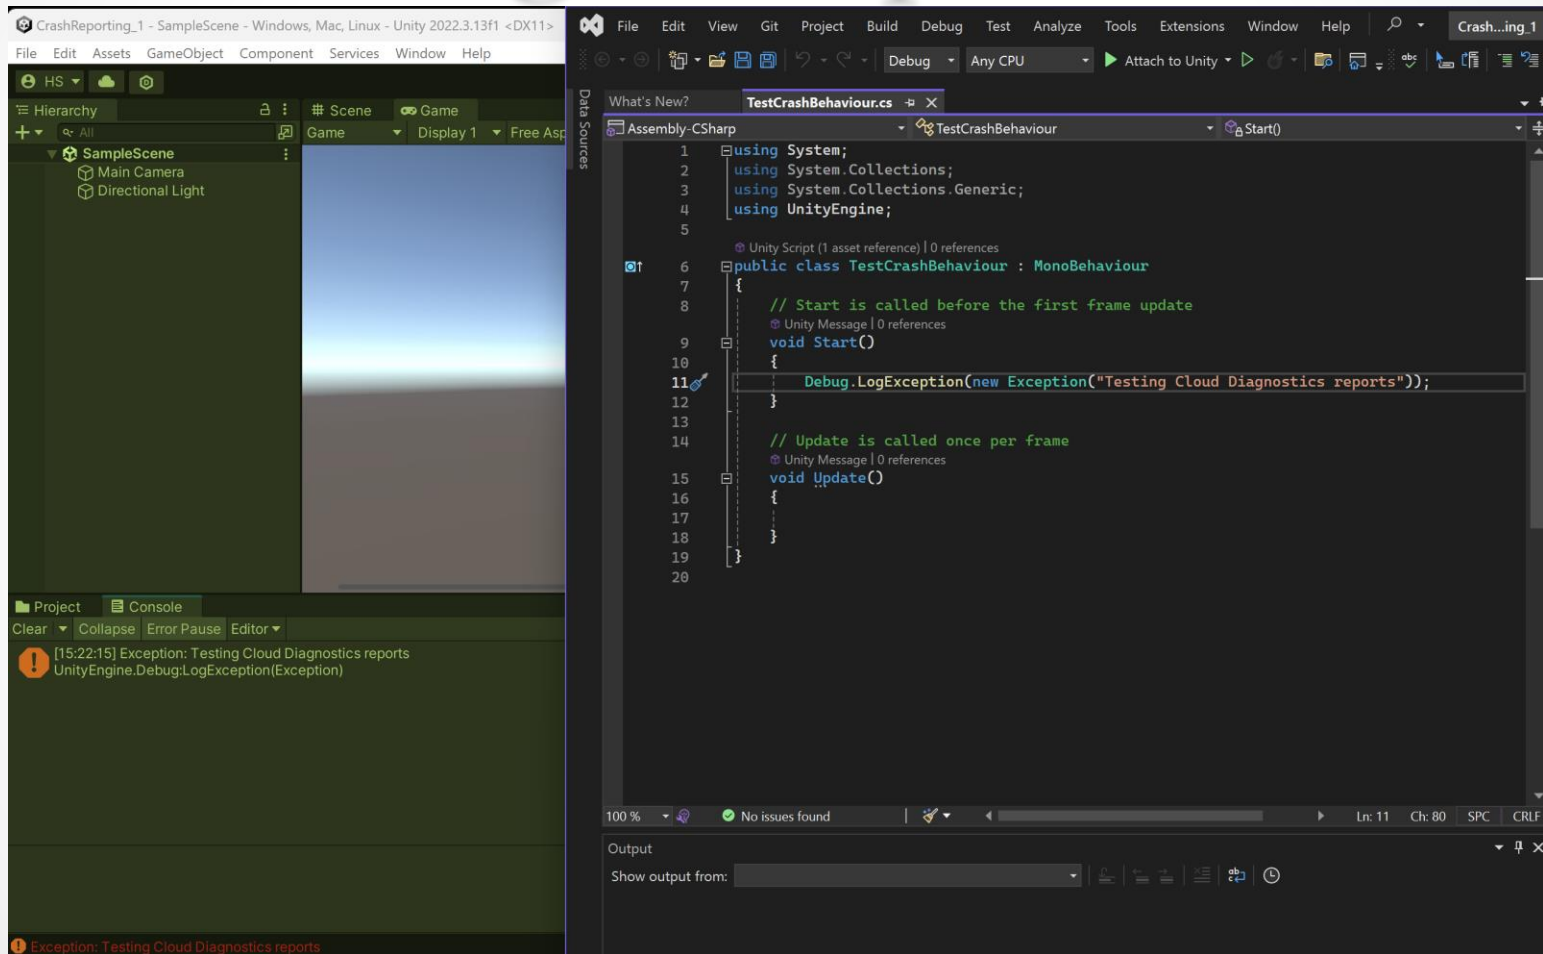 CrashReporting_1 - SampleScene - Windows, Mac, Linux - Unity 2022.3.13f1 <DX11>
File Edit Assets GameObject Component Services Window Help
HS
Hierarchy
All
SampleScene
Main Camera
Directional Light
# Scene Game
Game Display 1 Free Asp
Project Console
Clear Collapse Error Pause Editor
[15:22:15] Exception: Testing Cloud Diagnostics reports
UnityEngine.Debug:LogException(Exception)
Exception: Testing Cloud Diagnostics reports
File Edit View Git Project Build Debug Test Analyze Tools Extensions Window Help Crash...ing_1
Debug Any CPU Attach to Unity
Data Sources
What's New? TestCrashBehaviour.cs
Assembly-CSharp TestCrashBehaviour Start()
1 using System;
2 using System.Collections;
3 using System.Collections.Generic;
4 using UnityEngine;
5
Unity Script (1 asset reference) | 0 references
6 public class TestCrashBehaviour : MonoBehaviour
7 {
8 // Start is called before the first frame update
Unity Message | 0 references
9 void Start()
10 {
11 Debug.LogException(new Exception("Testing Cloud Diagnostics reports"));
12 }
13
14 // Update is called once per frame
Unity Message | 0 references
15 void Update()
16 {
17
18 }
19 }
20
100 % No issues found Ln: 11 Ch: 80 SPC CRLF
Output
Show output from: